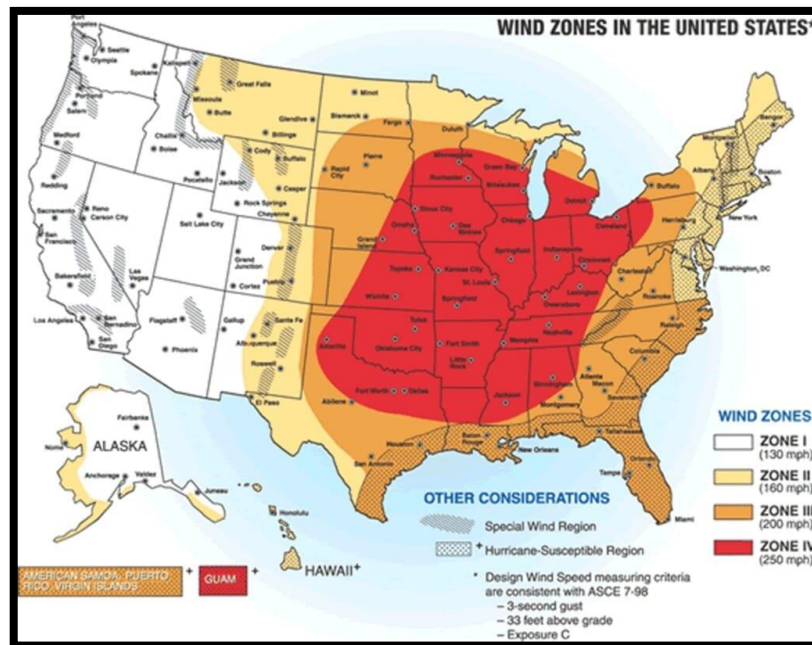 WIND ZONES IN THE UNITED STATES*
Port Angeles
Seattle
Olympia
Spokane
Kalispell
Great Falls
Minot
Portland
Salem
Missoula
Butte
Glendive
Bismarck
Fargo
Duluth
Bangor
Medford
Challis
Boise
Billings
Cody
Buffalo
Rapid City
Pierre
Minneapolis
Green Bay
Albany
Boston
Redding
Pocatello
Jackson
Casper
Rochester
Milwaukee
Detroit
Buffalo
New York
Sacramento
Reno
Carson City
Rock Springs
Cheyenne
Sioux City
Chicago
Cleveland
Harrisburg
San Francisco
Salt Lake City
Omaha
Des Moines
Washington, DC
Grand Junction
Denver
Grand Island
Springfield
Indianapolis
Cincinnati
Charleston
Bakersfield
Las Vegas
Cortez
Pueblo
Topeka
Kansas City
St. Louis
Lexington
Roanoke
Wichita
Springfield
Owensboro
Raleigh
Los Angeles
San Bernadino
San Diego
Flagstaff
Gallup
Santa Fe
Albuquerque
Amarillo
Tulsa
Oklahoma City
Fort Smith
Nashville
Memphis
Columbia
Phoenix
Roswell
Little Rock
Atlanta
Macon
El Paso
Abilene
Fort Worth
Dallas
Birmingham
Montgomery
Savannah
Jackson
Tallahassee
San Antonio
Houston
Baton Rouge
New Orleans
Orlando
Tampa
Miami
ALASKA
Fairbanks
Nome
Anchorage
Valdez
Juneau
Honolulu
HAWAII+
AMERICAN SAMOA, PUERTO
RICO, VIRGIN ISLANDS
+
GUAM
+
OTHER CONSIDERATIONS
Special Wind Region
+ Hurricane-Susceptible Region
* Design Wind Speed measuring criteria
are consistent with ASCE 7-98
– 3-second gust
– 33 feet above grade
– Exposure C
WIND ZONES
ZONE I
(130 mph)
ZONE II
(160 mph)
ZONE III
(200 mph)
ZONE IV
(250 mph)